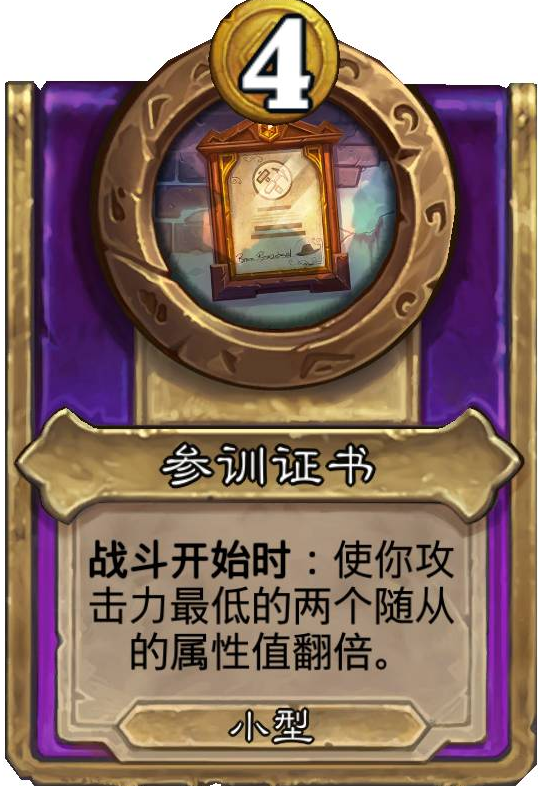 4
参训证书
战斗开始时：使你攻
击力最低的两个随从
的属性值翻倍。
小型